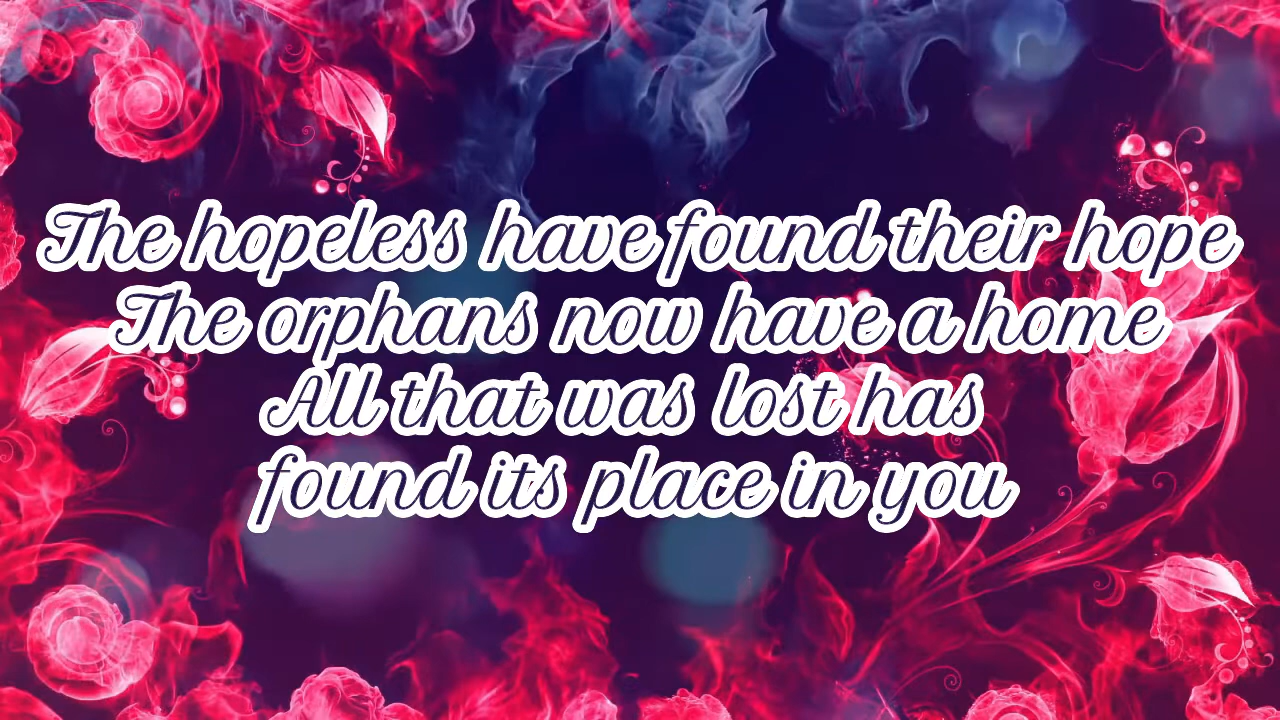 The hopeless have found their hope
The orphans now have a home
All that was lost has
found its place in you